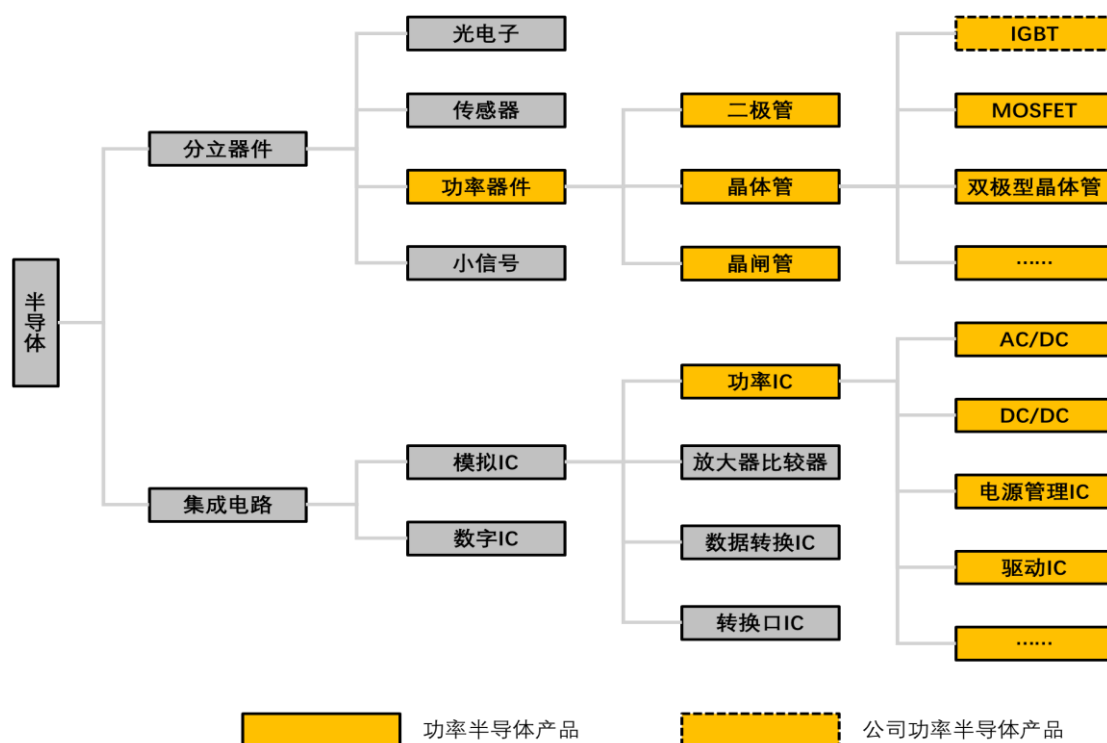 光电子
IGBT
传感器
二极管
MOSFET
分立器件
功率器件
晶体管
双极型晶体管
小信号
晶闸管
……
半导体
AC/DC
功率IC
DC/DC
模拟IC
放大器比较器
电源管理IC
集成电路
数字IC
数据转换IC
驱动IC
转换口IC
……
功率半导体产品
公司功率半导体产品